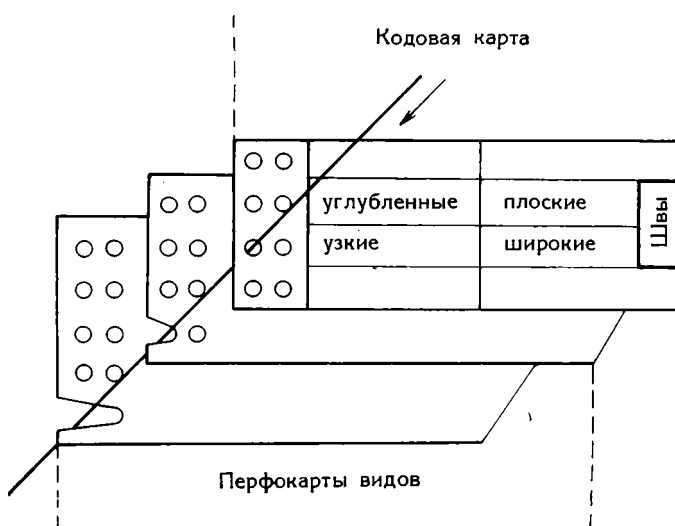 Кодовая карта
углубленные плоские
узкие широкие
Швы
Перфокарты видов